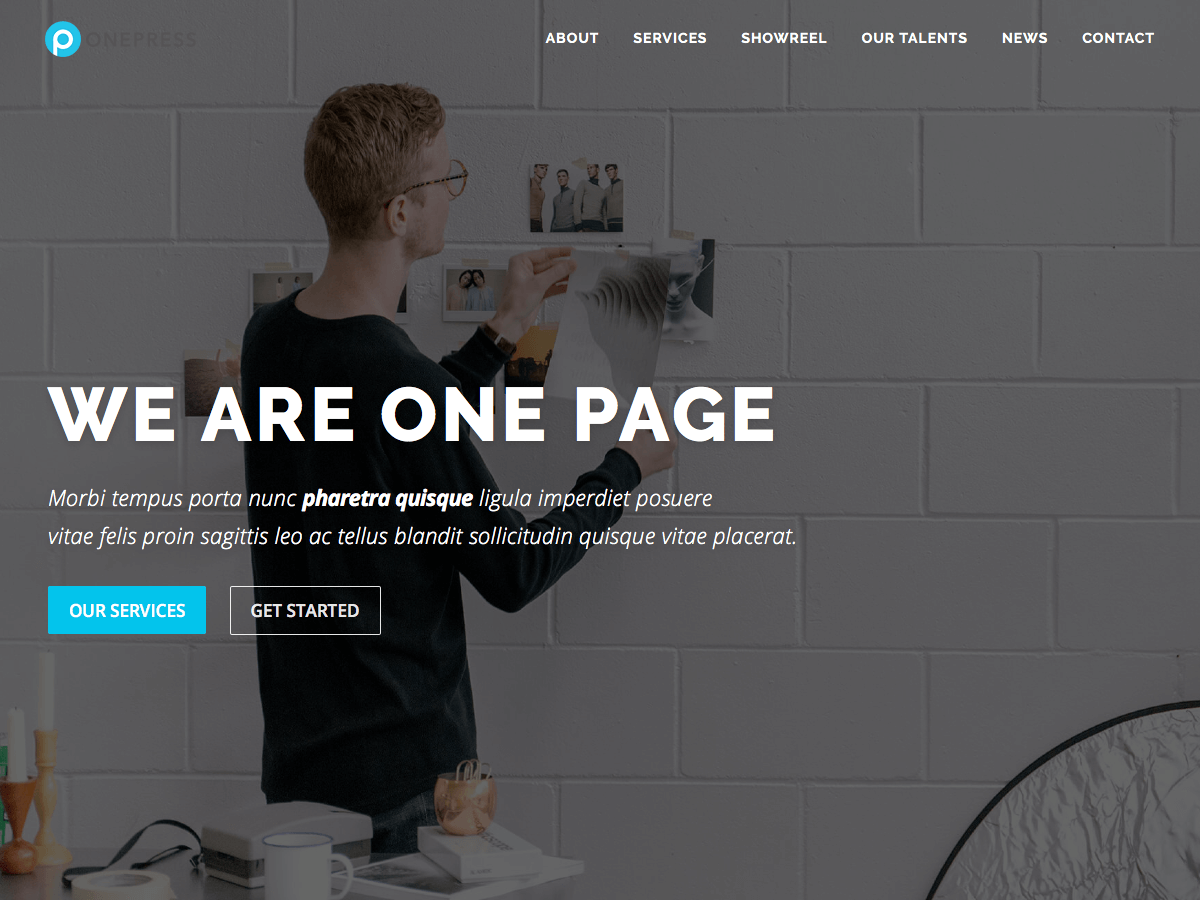 ONEPRESS
ABOUT SERVICES SHOWREEL OUR TALENTS NEWS CONTACT
WE ARE ONE PAGE
Morbi tempus porta nunc pharetra quisque ligula imperdiet posuere
vitae felis proin sagittis leo ac tellus blandit sollicitudin quisque vitae placerat.
OUR SERVICES GET STARTED